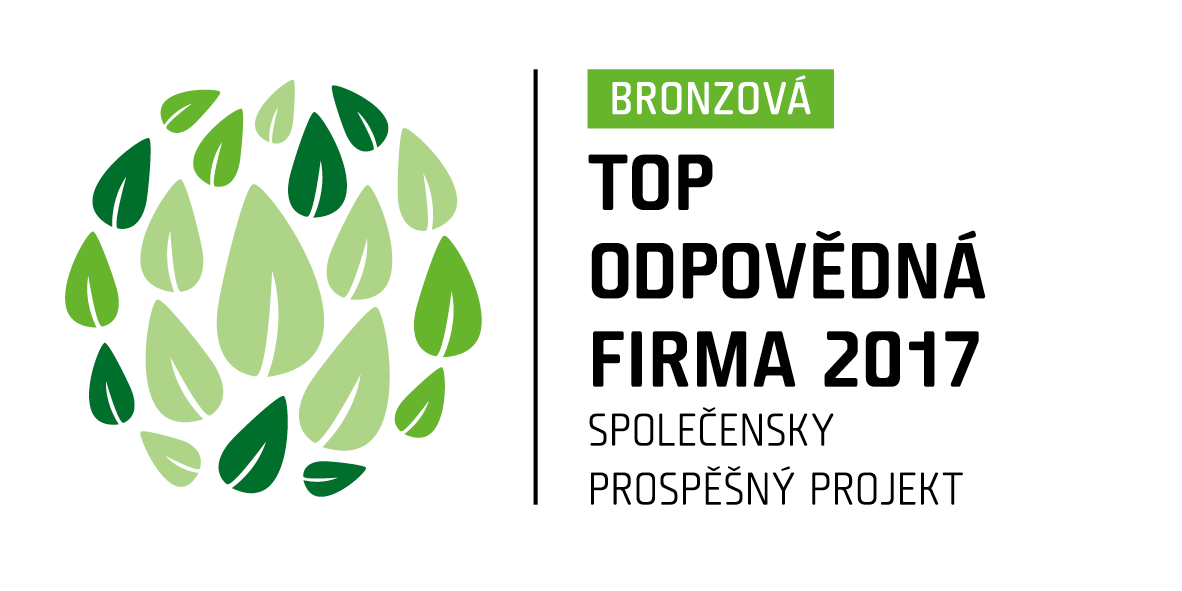 BRONZOVÁ
TOP
ODPOVĚDNÁ
FIRMA 2017
SPOLEČENSKY
PROSPĚŠNÝ PROJEKT